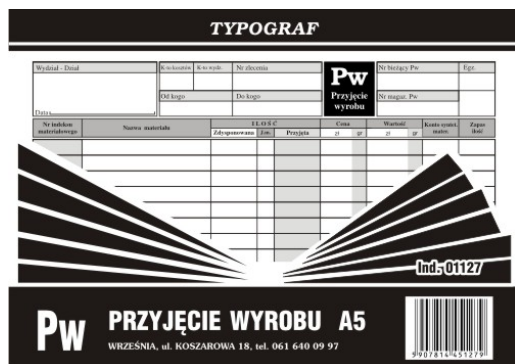 TYPOGRAF
Wydział - Dział
K-to kosztów
K-to wydz.
Nr zlecenia
Pw
Przyjęcie
wyrobu
Nr bieżący Pw
Egz.
Od kogo
Do kogo
Nr magaz. Pw
Data
Nr indeksu
materiałowego
Nazwa materiału
ILOŚĆ
Zdysponowana
J.m.
Przyjęta
Cena
zł gr
Wartość
zł gr
Konto syntet.
mater.
Zapas
ilość
Ind. 01127
Pw PRZYJĘCIE WYROBU A5
WRZEŚNIA, ul. KOSZAROWA 18, tel. 061 640 09 97
5907814451279